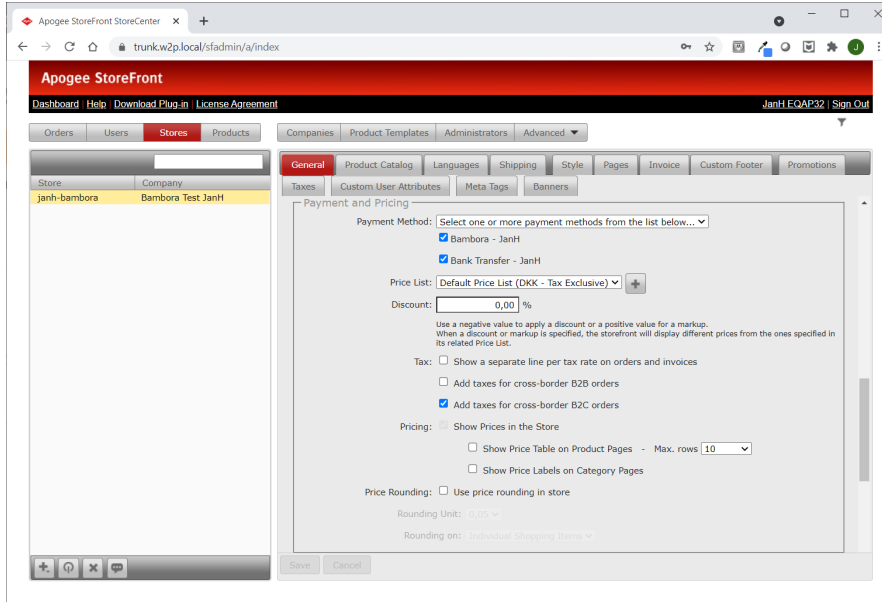 Apogee StoreFront StoreCenter
trunk.w2p.local/sfadmin/a/index
J
Apogee StoreFront
Dashboard | Help | Download Plug-in | License Agreement
JanH EQAP32 | Sign Out
Orders Users Stores Products Companies Product Templates Administrators Advanced
General Product Catalog Languages Shipping Style Pages Invoice Custom Footer Promotions
Taxes Custom User Attributes Meta Tags Banners
Store Company
janh-bambora Bambora Test JanH
Payment and Pricing
Payment Method: Select one or more payment methods from the list below...
Bambora - JanH
Bank Transfer - JanH
Price List: Default Price List (DKK - Tax Exclusive)
Discount: 0,00 %
Use a negative value to apply a discount or a positive value for a markup.
When a discount or markup is specified, the storefront will display different prices from the ones specified in
its related Price List.
Tax: Show a separate line per tax rate on orders and invoices
Add taxes for cross-border B2B orders
Add taxes for cross-border B2C orders
Pricing: Show Prices in the Store
Show Price Table on Product Pages - Max. rows 10
Show Price Labels on Category Pages
Price Rounding: Use price rounding in store
Rounding Unit: 0,05
Rounding on: Individual Shopping Items
Save Cancel